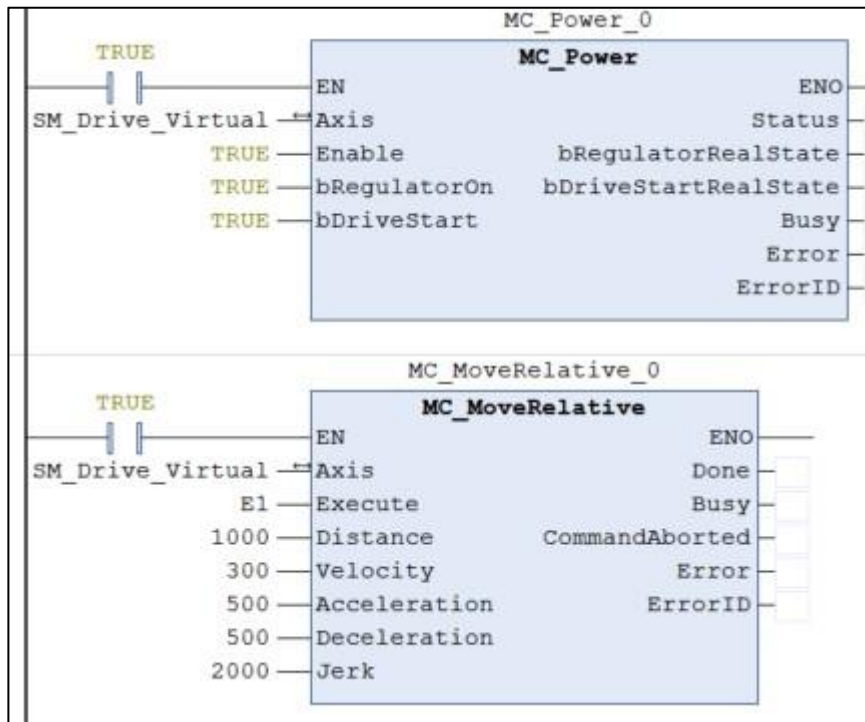 MC_Power_0
TRUE
MC_Power
EN ENO
SM_Drive_Virtual Axis Status
TRUE Enable bRegulatorRealState
TRUE bRegulatorOn bDriveStartRealState
TRUE bDriveStart Busy
Error
ErrorID
MC_MoveRelative_0
TRUE
MC_MoveRelative
EN ENO
SM_Drive_Virtual Axis Done
E1 Execute Busy
1000 Distance CommandAborted
300 Velocity Error
500 Acceleration ErrorID
500 Deceleration
2000 Jerk